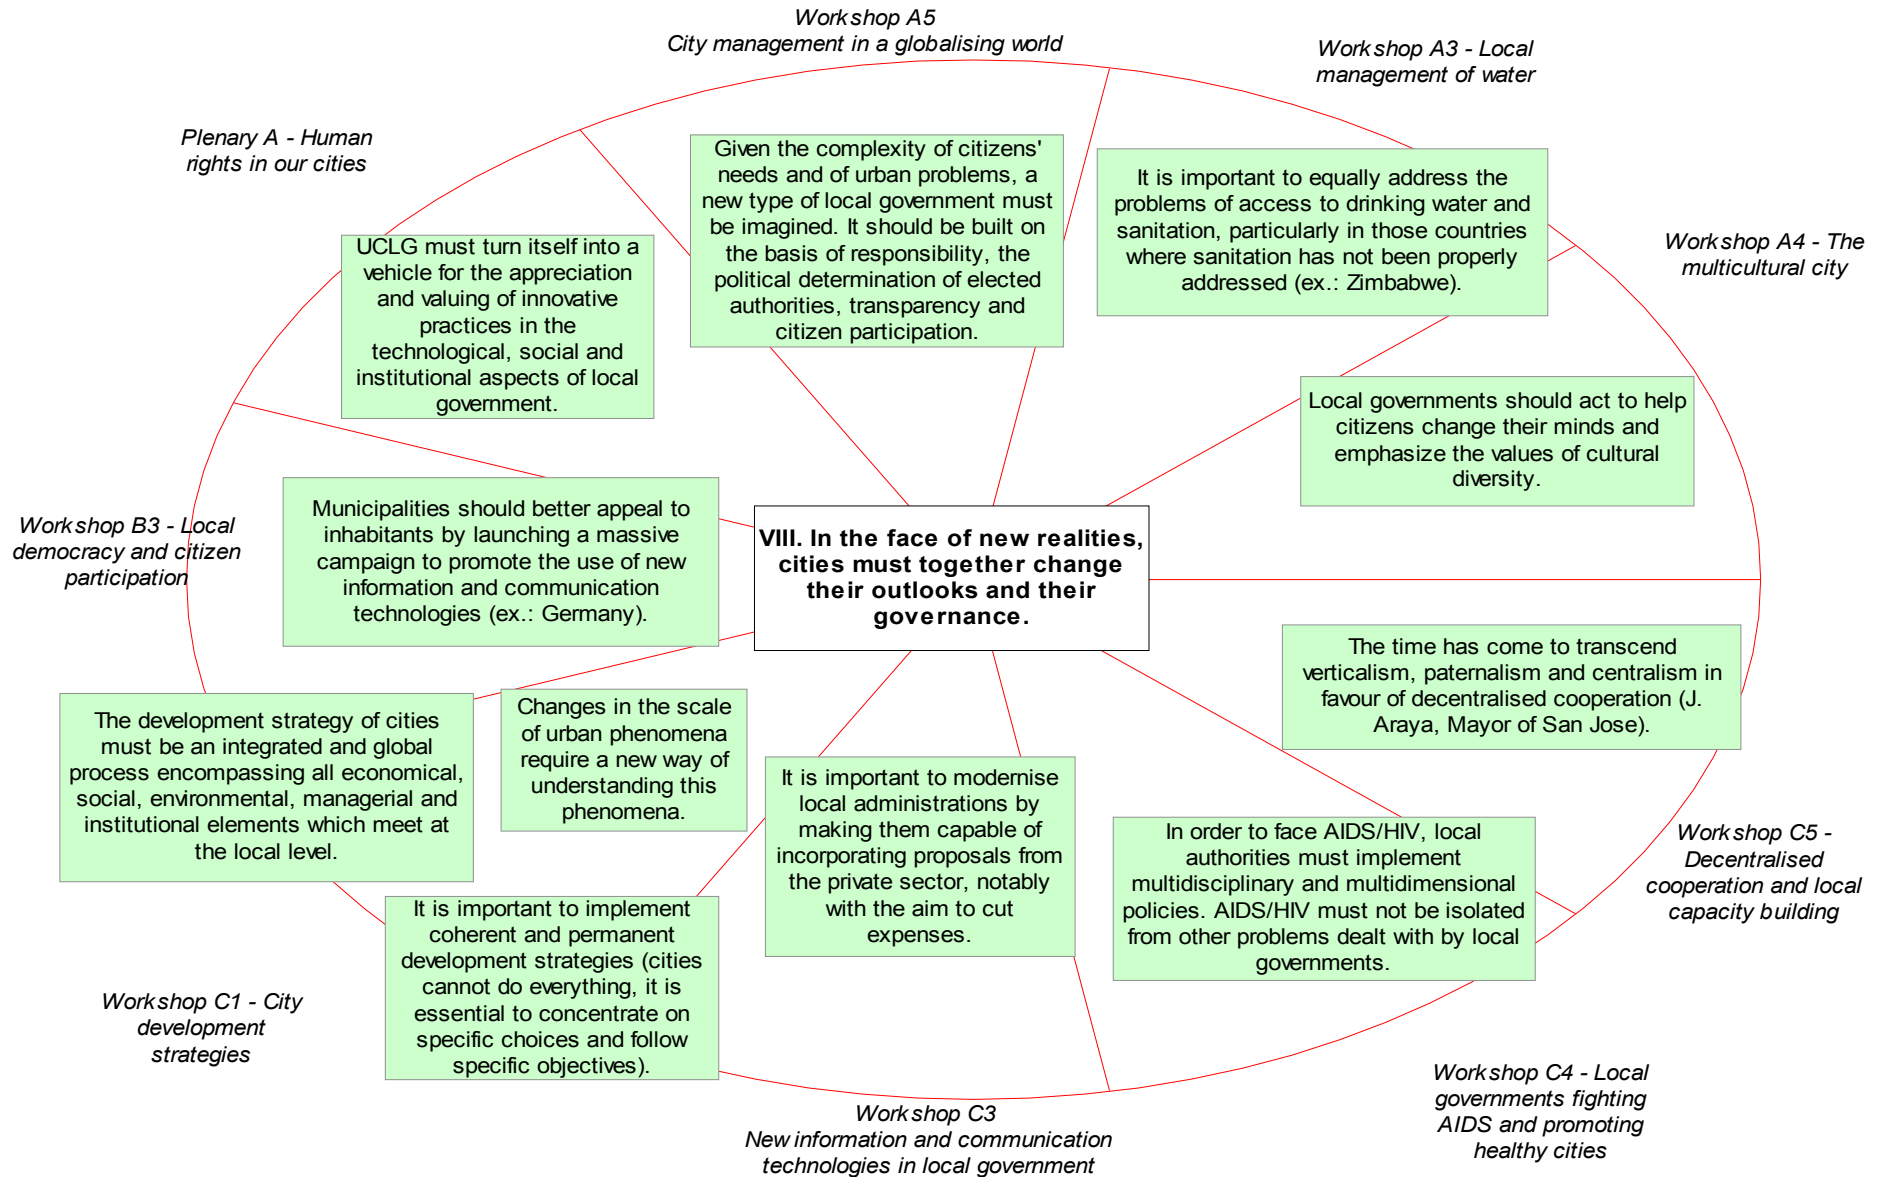 Workshop A5
City management in a globalising world
Workshop A3 - Local
management of water
Plenary A - Human
rights in our cities
Given the complexity of citizens'
needs and of urban problems, a
new type of local government must
be imagined. It should be built on
the basis of responsibility, the
political determination of elected
authorities, transparency and
citizen participation.
It is important to equally address the
problems of access to drinking water and
sanitation, particularly in those countries
where sanitation has not been properly
addressed (ex.: Zimbabwe).
Workshop A4 - The
multicultural city
UCLG must turn itself into a
vehicle for the appreciation
and valuing of innovative
practices in the
technological, social and
institutional aspects of local
government.
Local governments should act to help
citizens change their minds and
emphasize the values of cultural
diversity.
Workshop B3 - Local
democracy and citizen
participation
Municipalities should better appeal to
inhabitants by launching a massive
campaign to promote the use of new
information and communication
technologies (ex.: Germany).
VIII. In the face of new realities,
cities must together change
their outlooks and their
governance.
The time has come to transcend
verticalism, paternalism and centralism in
favour of decentralised cooperation (J.
Araya, Mayor of San Jose).
The development strategy of cities
must be an integrated and global
process encompassing all economical,
social, environmental, managerial and
institutional elements which meet at
the local level.
Changes in the scale
of urban phenomena
require a new way of
understanding this
phenomena.
It is important to modernise
local administrations by
making them capable of
incorporating proposals from
the private sector, notably
with the aim to cut
expenses.
In order to face AIDS/HIV, local
authorities must implement
multidisciplinary and multidimensional
policies. AIDS/HIV must not be isolated
from other problems dealt with by local
governments.
Workshop C5 -
Decentralised
cooperation and local
capacity building
It is important to implement
coherent and permanent
development strategies (cities
cannot do everything, it is
essential to concentrate on
specific choices and follow
specific objectives).
Workshop C1 - City
development
strategies
Workshop C3
New information and communication
technologies in local government
Workshop C4 - Local
governments fighting
AIDS and promoting
healthy cities